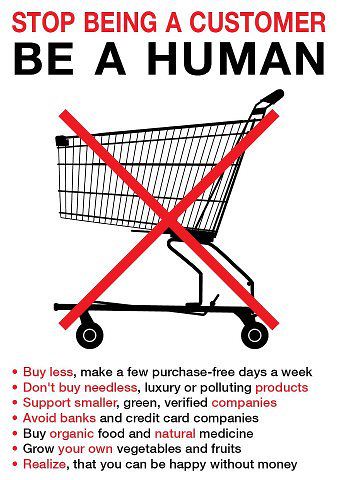 STOP BEING A CUSTOMER
BE A HUMAN
• Buy less, make a few purchase-free days a week
• Don't buy needless, luxury or polluting products
• Support smaller, green, verified companies
• Avoid banks and credit card companies
• Buy organic food and natural medicine
• Grow your own vegetables and fruits
• Realize, that you can be happy without money